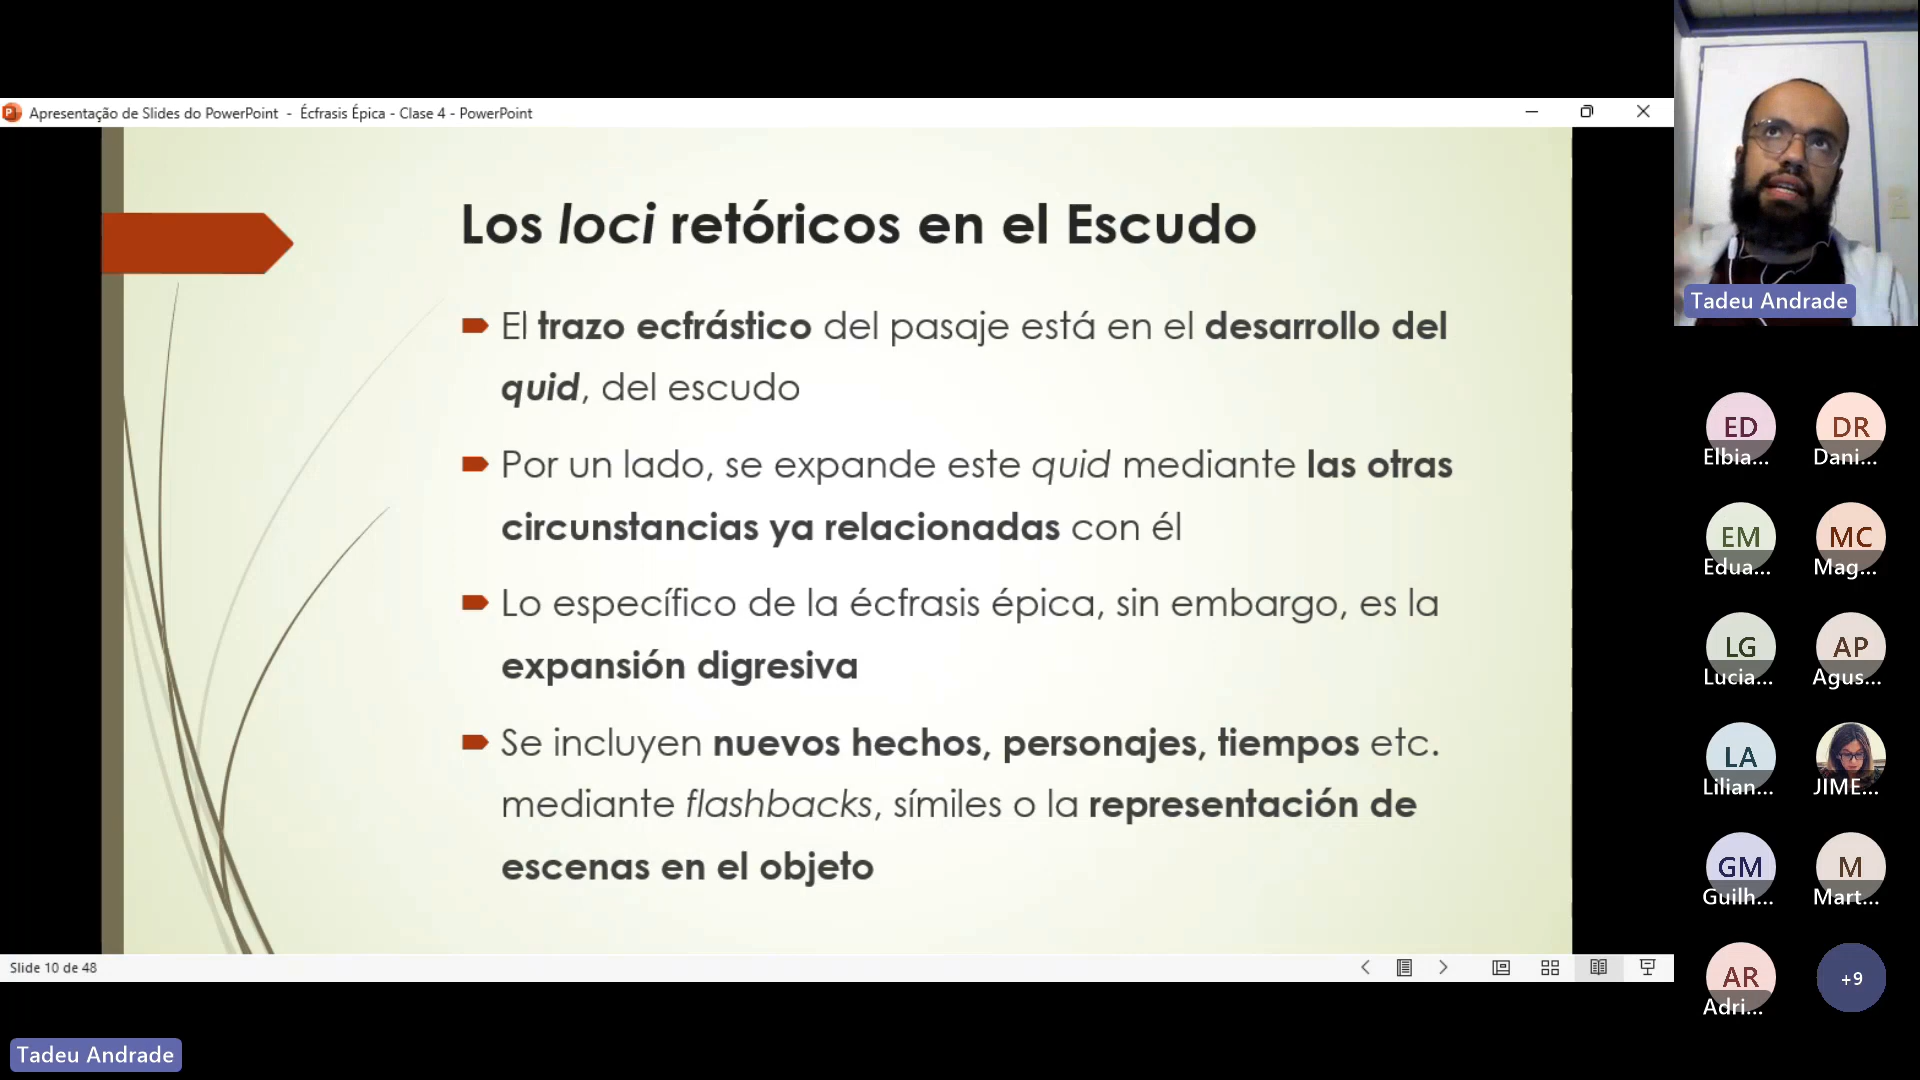 Apresentação de Slides do PowerPoint - Écfrasis Épica - Clase 4 - PowerPoint
Los loci retóricos en el Escudo
El trazo ecfrástico del pasaje está en el desarrollo del
quid, del escudo
Por un lado, se expande este quid mediante las otras
circunstancias ya relacionadas con él
Lo específico de la écfrasis épica, sin embargo, es la
expansión digresiva
Se incluyen nuevos hechos, personajes, tiempos etc.
mediante flashbacks, símiles o la representación de
escenas en el objeto
Slide 10 de 48
Tadeu Andrade
Tadeu Andrade
ED
Elbia...
DR
Dani...
EM
Edua...
MC
Mag...
LG
Lucia...
AP
Agus...
LA
Lilian...
JIME...
GM
Guilh...
M
Mart...
AR
Adri...
+9